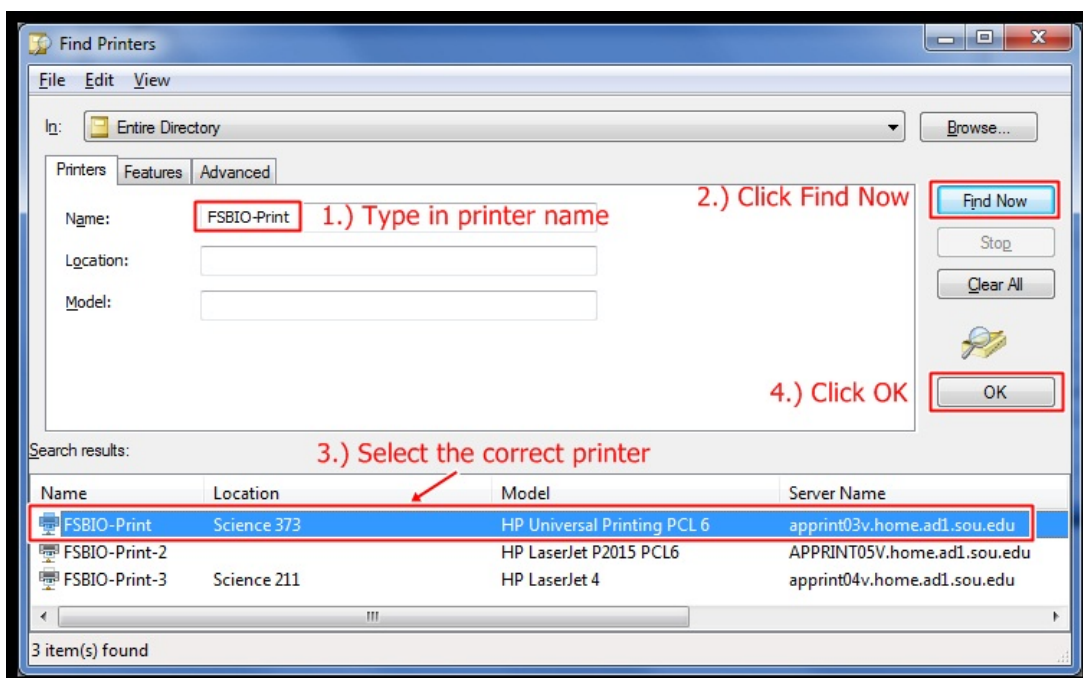 Find Printers
File Edit View
In: Entire Directory Browse...
Printers Features Advanced
2.) Click Find Now Find Now
Name: FSBIO-Print 1.) Type in printer name
Stop
Location:
Clear All
Model:
4.) Click OK OK
Search results:
3.) Select the correct printer
Name Location Model Server Name
FSBIO-Print Science 373 HP Universal Printing PCL 6 apprint03v.home.ad1.sou.edu
FSBIO-Print-2 HP LaserJet P2015 PCL6 APPRINT05V.home.ad1.sou.edu
FSBIO-Print-3 Science 211 HP LaserJet 4 apprint04v.home.ad1.sou.edu
3 item(s) found